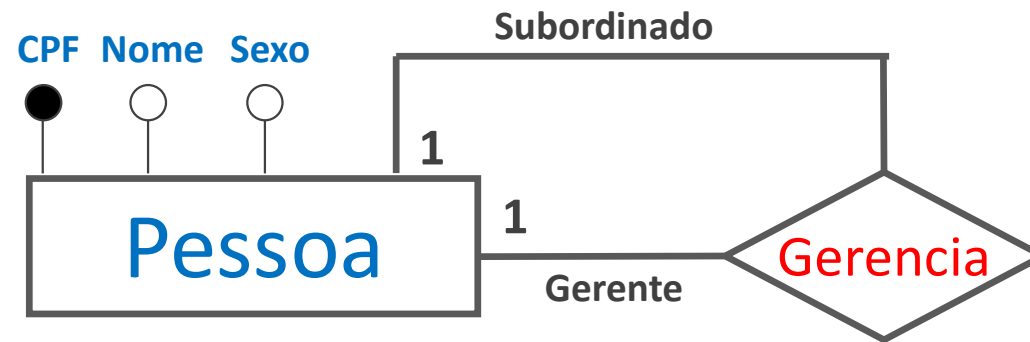 Subordinado
CPF Nome Sexo
1
1
Pessoa
Gerencia
Gerente